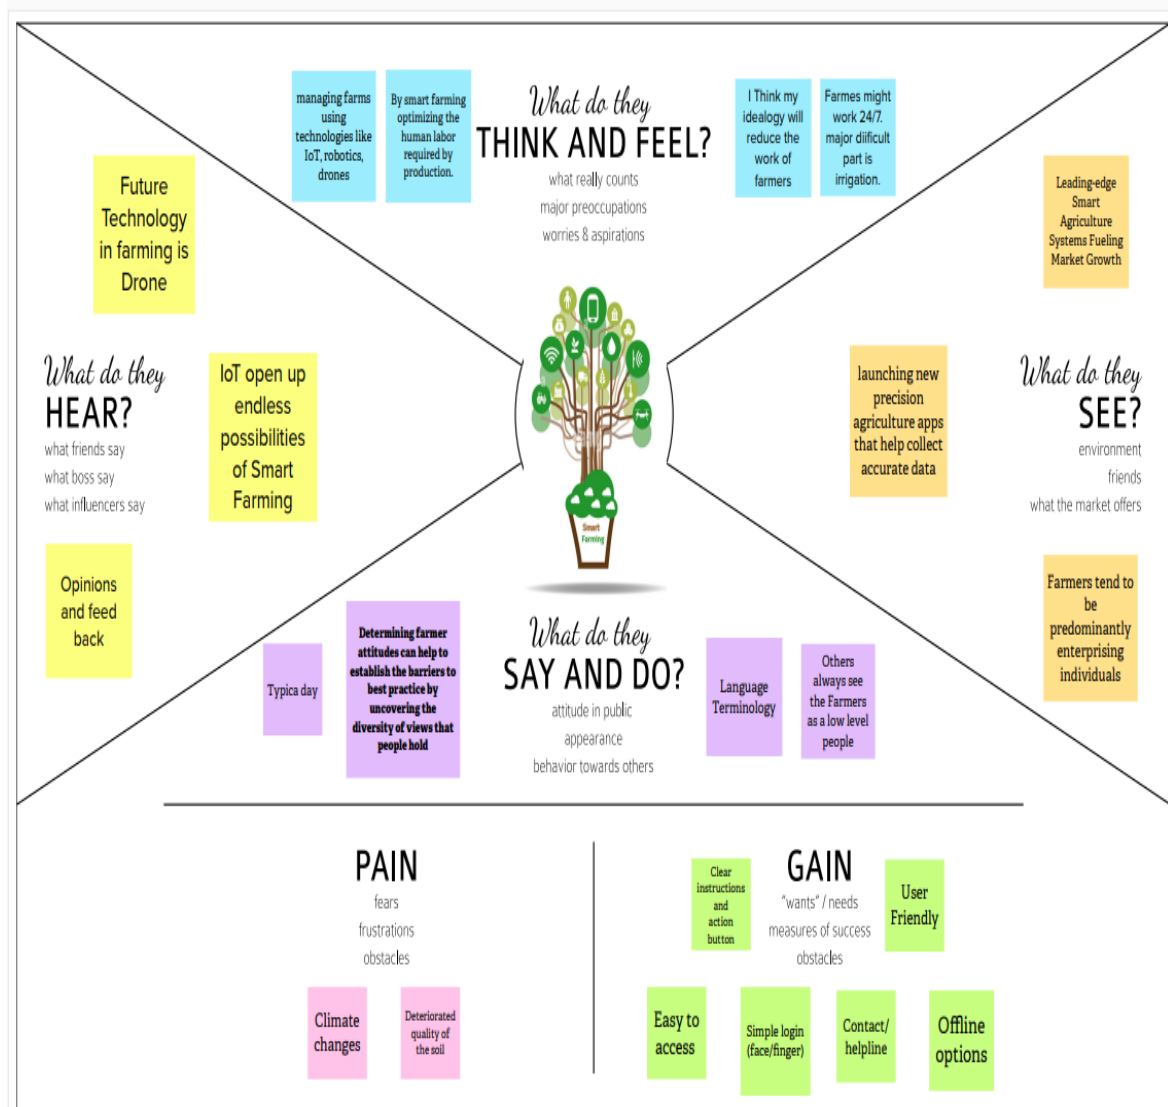 managing farms
using
technologies like
IoT, robotics,
drones
By smart farming
optimizing the
human labor
required by
production.
What do they
THINK AND FEEL?
what really counts
major preoccupations
worries & aspirations
I Think my
idealogy will
reduce the
work of
farmers
Farmes might
work 24/7.
major diifficult
part is
irrigation.
Future
Technology
in farming is
Drone
What do they
HEAR?
what friends say
what boss say
what influencers say
IoT open up
endless
possibilities
of Smart
Farming
Opinions
and feed
back
Smart
Farming
Leading-edge
Smart
Agriculture
Systems Fueling
Market Growth
launching new
precision
agriculture apps
that help collect
accurate data
What do they
SEE?
environment
friends
what the market offers
Farmers tend to
be
predominantly
enterprising
individuals
Typica day
Determining farmer
attitudes can help to
establish the barriers to
best practice by
uncovering the
diversity of views that
people hold
What do they
SAY AND DO?
attitude in public
appearance
behavior towards others
Language
Terminology
Others
always see
the Farmers
as a low level
people
PAIN
fears
frustrations
obstacles
Climate
changes
Deteriorated
quality of
the soil
Clear
instructions
and
action
button
GAIN
"wants" / needs
measures of success
obstacles
User
Friendly
Easy to
access
Simple login
(face/finger)
Contact/
helpline
Offline
options